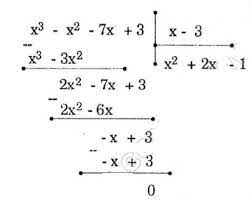 x³ - x² - 7x + 3 x - 3
x³ - 3x² x² + 2x - 1
2x² - 7x + 3
2x² - 6x
-x + 3
-x + 3
0